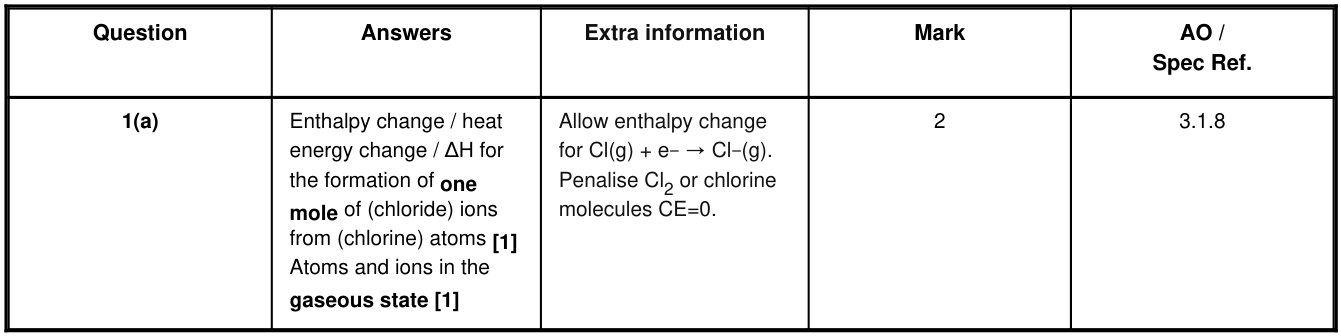 Question Answers Extra information Mark AO /
Spec Ref.
1(a)
Enthalpy change / heat
energy change / ΔH for
the formation of one
mole of (chloride) ions
from (chlorine) atoms [1]
Atoms and ions in the
gaseous state [1]
Allow enthalpy change
for Cl(g) + e− → Cl−(g).
Penalise Cl₂ or chlorine
molecules CE=0.
2
3.1.8